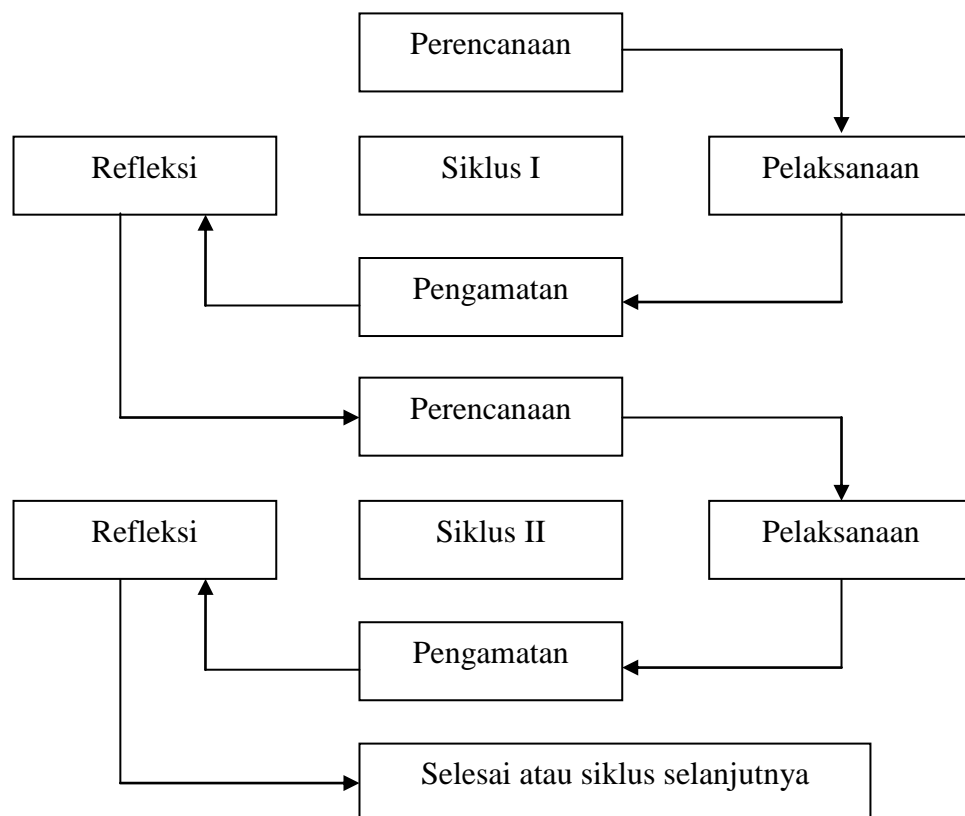 Perencanaan
Refleksi
Siklus I
Pelaksanaan
Pengamatan
Perencanaan
Refleksi
Siklus II
Pelaksanaan
Pengamatan
Selesai atau siklus selanjutnya